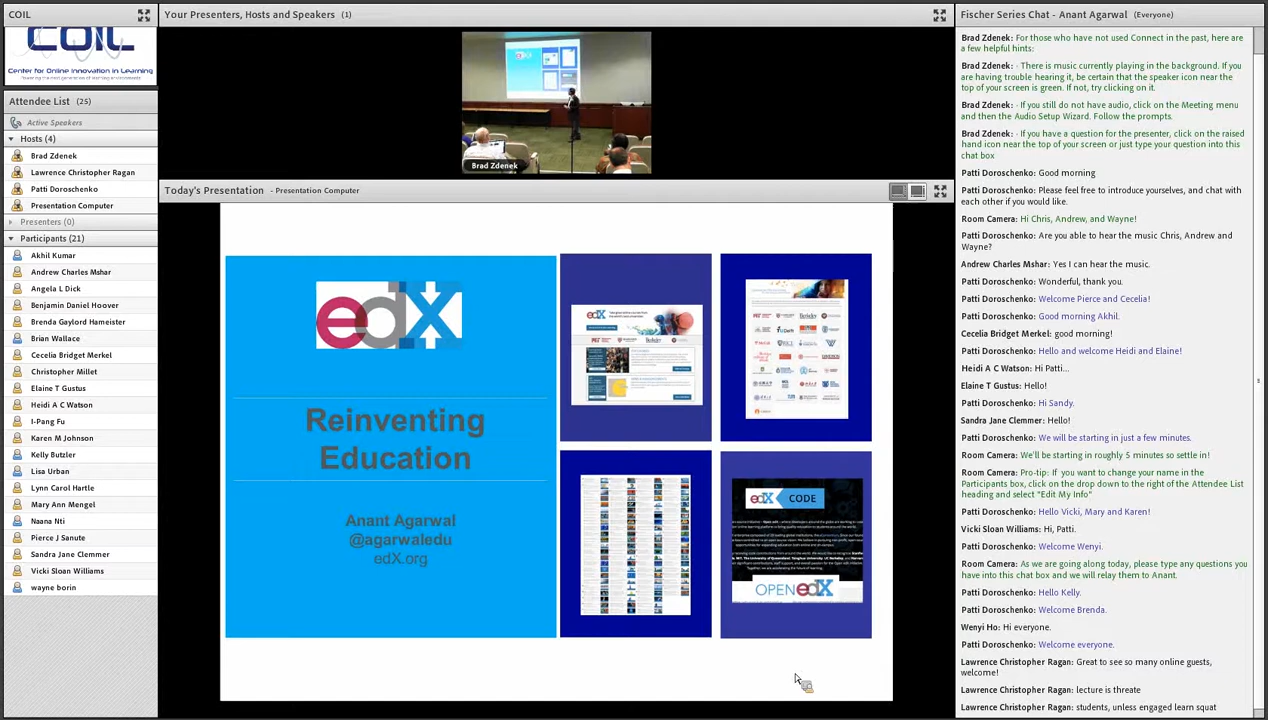 COIL
COIL
Center for Online Innovation in Learning
Attendee List (25)
Active Speakers
Hosts (4)
Brad Zdenek
Lawrence Christopher Ragan
Patti Doroschenko
Presentation Computer
Presenters (0)
Participants (21)
Akhil Kumar
Andrew Charles Mshar
Angela L Dick
Benjamin Daniel Hoover
Brenda Gaylord Hameister
Brian Wallace
Cecelia Bridget Merkel
Christopher Millet
Elaine T Gustus
Heidi A C Watson
I-Pang Fu
Karen M Johnson
Kelly Butzler
Lisa Urban
Lynn Carol Hartle
Mary Ann Mengel
Naana Nti
Pierce J Sanute
Sandra Jane Clemmer
Vicki Sloan Williams
wayne borin
Your Presenters, Hosts and Speakers (1)
Brad Zdenek
Today's Presentation - Presentation Computer
edX
Reinventing
Education
Anant Agarwal
@agarwaledu
edX.org
edX
Berkeley
edX CODE
OPEN edX
Fischer Series Chat - Anant Agarwal (Everyone)
Brad Zdenek: For those who have not used Connect in the past, here are
a few helpful hints:
Brad Zdenek: - There is music currently playing in the background. If you
are having trouble hearing it, be certain that the speaker icon near the
top of your screen is green. If not, try clicking on it.
Brad Zdenek: - If you still do not have audio, click on the Meeting menu
and then the Audio Setup Wizard. Follow the prompts.
Brad Zdenek: - If you have a question for the presenter, click on the raised
hand icon near the top of your screen or just type your question into this
chat box
Patti Doroschenko: Good morning
Patti Doroschenko: Please feel free to introduce yourselves, and chat with
each other if you would like.
Room Camera: Hi Chris, Andrew, and Wayne!
Patti Doroschenko: Are you able to hear the music Chris, Andrew and
Wayne?
Andrew Charles Mshar: Yes I can hear the music.
Patti Doroschenko: Wonderful, thank you.
Patti Doroschenko: Welcome Pierce and Cecelia!
Patti Doroschenko: Good morning Akhil.
Cecelia Bridget Merkel: good morning!
Patti Doroschenko: Hello and welcome Heidi and Elaine!
Heidi A C Watson: Hi Patti...
Elaine T Gustus: Hello!
Patti Doroschenko: Hi Sandy.
Sandra Jane Clemmer: Hello!
Patti Doroschenko: We will be starting in just a few minutes.
Room Camera: We'll be starting in roughly 5 minutes so settle in!
Room Camera: Pro-tip: If you want to change your name in the
Participants box, click on the drop down to the right of the Attendee List
heading and select "Edit My Info"
Patti Doroschenko: Hello Vicki, Mary and Karen!
Vicki Sloan Williams: Hi, Patti.
Patti Doroschenko: Welcome Wenyi.
Room Camera: As we are going along today, please type any questions you
have into this chat box and we will relay them to Anant.
Patti Doroschenko: Hello Kelly.
Patti Doroschenko: Welcome Brenda.
Wenyi Ho: Hi everyone.
Patti Doroschenko: Welcome everyone.
Lawrence Christopher Ragan: Great to see so many online guests,
welcome!
Lawrence Christopher Ragan: lecture is threate
Lawrence Christopher Ragan: students, unless engaged learn squat